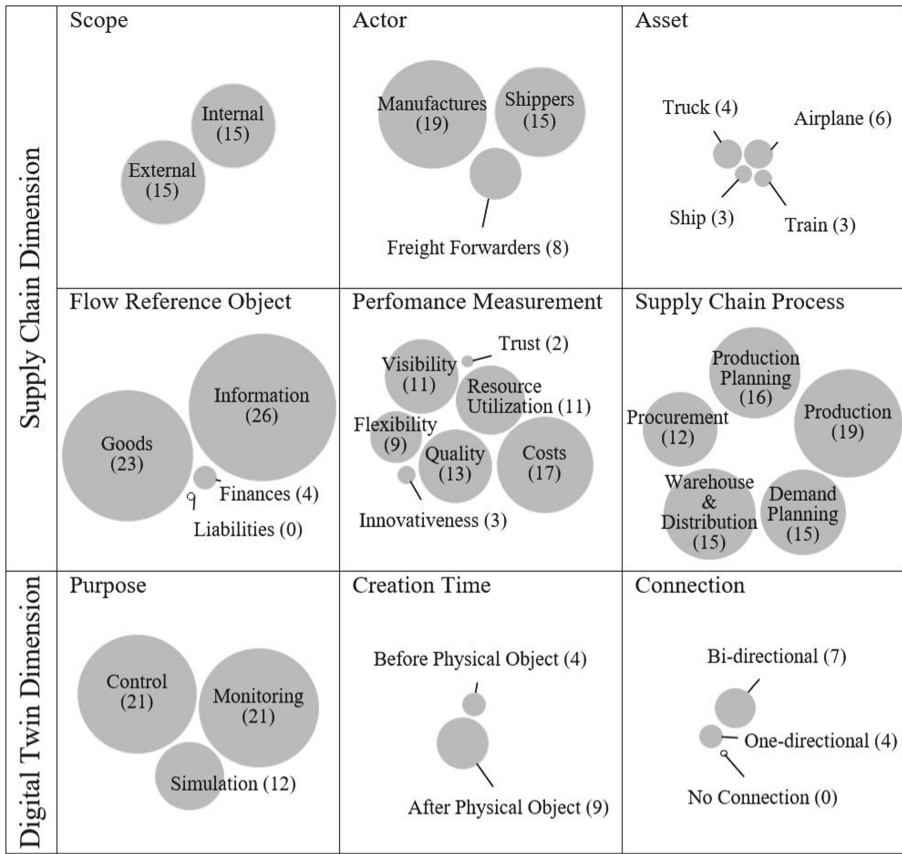 Supply Chain Dimension
Scope
Internal
(15)
External
(15)
Actor
Manufactures
(19)
Shippers
(15)
Freight Forwarders (8)
Asset
Truck (4)
Airplane (6)
Ship (3)
Train (3)
Flow Reference Object
Information
(26)
Goods
(23)
Finances (4)
Liabilities (0)
Perfomance Measurement
Trust (2)
Visibility
(11)
Resource
Utilization (11)
Flexibility
(9)
Quality
(13)
Costs
(17)
Innovativeness (3)
Supply Chain Process
Production
Planning
(16)
Procurement
(12)
Production
(19)
Warehouse
&
Distribution
(15)
Demand
Planning
(15)
Digital Twin Dimension
Purpose
Control
(21)
Monitoring
(21)
Simulation (12)
Creation Time
Before Physical Object (4)
After Physical Object (9)
Connection
Bi-directional (7)
One-directional (4)
No Connection (0)